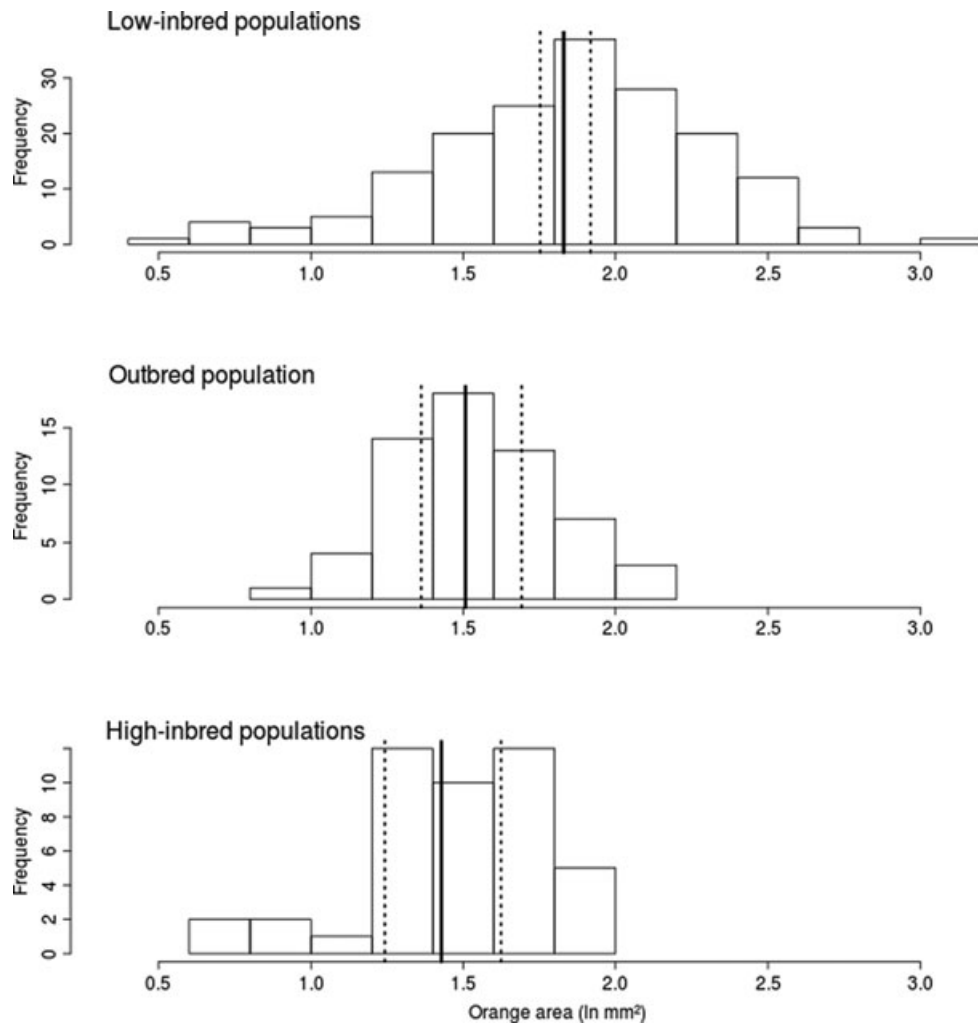 Low-inbred populations
Frequency
30
20
10
0
0.5 1.0 1.5 2.0 2.5 3.0
Outbred population
Frequency
15
10
5
0
0.5 1.0 1.5 2.0 2.5 3.0
High-inbred populations
Frequency
10
8
6
4
2
0
0.5 1.0 1.5 2.0 2.5 3.0
Orange area (ln mm²)